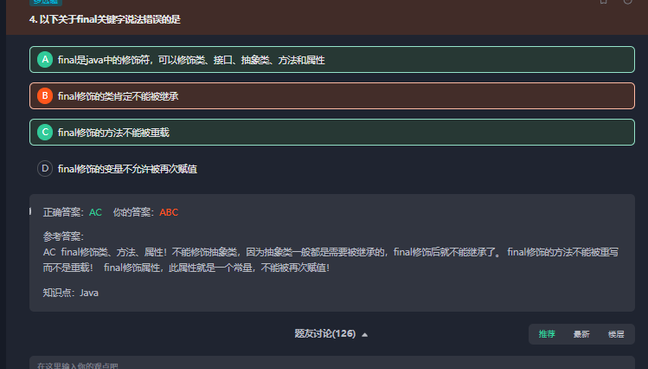 4. 以下关于final关键字说法错误的是
A final是java中的修饰符，可以修饰类、接口、抽象类、方法和属性
B final修饰的类肯定不能被继承
C final修饰的方法不能被重载
D final修饰的变量不允许被再次赋值
正确答案：AC 你的答案：ABC
参考答案：
AC final修饰类、方法、属性！不能修饰抽象类，因为抽象类一般都是需要被继承的，final修饰后就不能继承了。 final修饰的方法不能被重写
而不是重载！ final修饰属性，此属性就是一个常量，不能被再次赋值！
知识点：Java
题友讨论(126)
推荐 最新 楼层
在这里输入你的观点吧